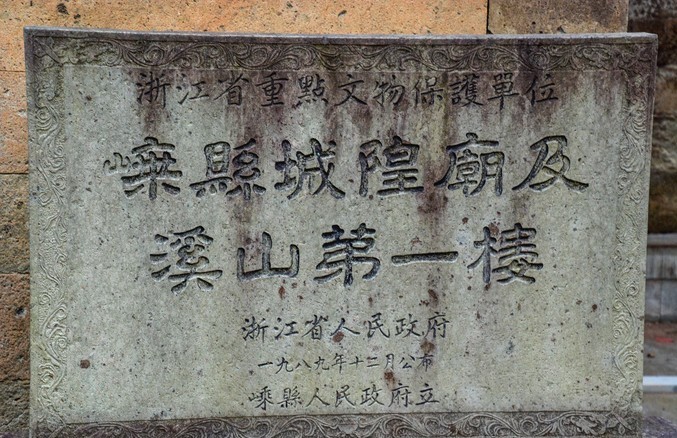 浙江省重點文物保護單位
嵊縣城隍廟及
溪山第一樓
浙江省人民政府
一九八九年十二月公布
嵊縣人民政府立